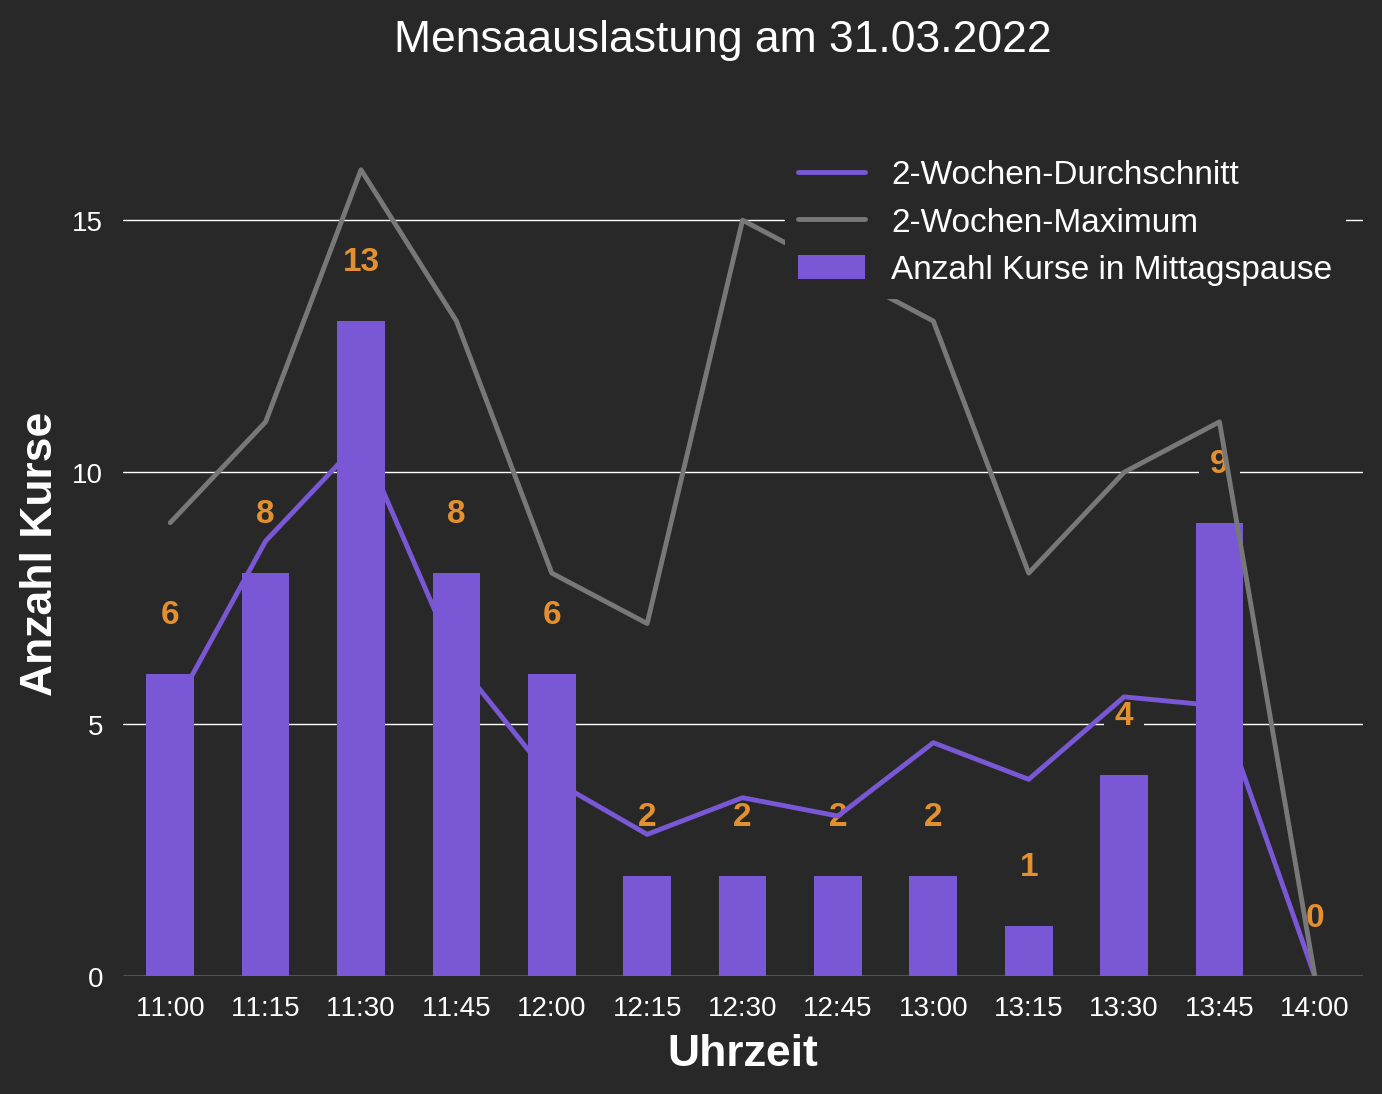 Mensaauslastung am 31.03.2022
2-Wochen-Durchschnitt
2-Wochen-Maximum
Anzahl Kurse in Mittagspause
Anzahl Kurse
15
10
5
0
6
8
13
8
6
2
2
2
2
1
4
9
0
11:00 11:15 11:30 11:45 12:00 12:15 12:30 12:45 13:00 13:15 13:30 13:45 14:00
Uhrzeit